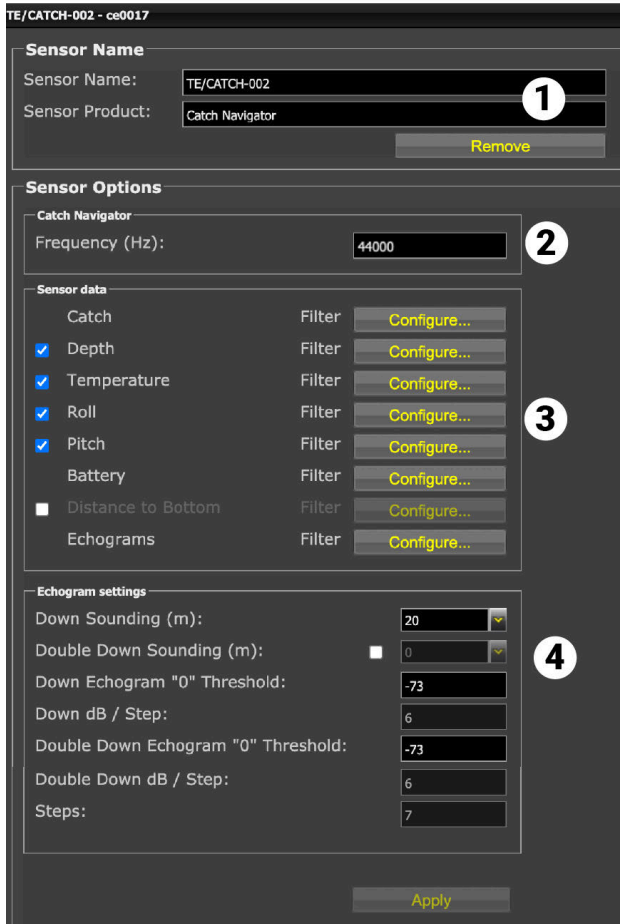 TE/CATCH-002 - ce0017
Sensor Name
Sensor Name: TE/CATCH-002
1
Sensor Product: Catch Navigator
Remove
Sensor Options
Catch Navigator
Frequency (Hz): 44000
2
Sensor data
Catch Filter Configure...
Depth Filter Configure...
Temperature Filter Configure...
Roll Filter Configure...
3
Pitch Filter Configure...
Battery Filter Configure...
Distance to Bottom Filter Configure...
Echograms Filter Configure...
Echogram settings
Down Sounding (m): 20
Double Down Sounding (m): 0
4
Down Echogram "0" Threshold: -73
Down dB / Step: 6
Double Down Echogram "0" Threshold: -73
Double Down dB / Step: 6
Steps: 7
Apply